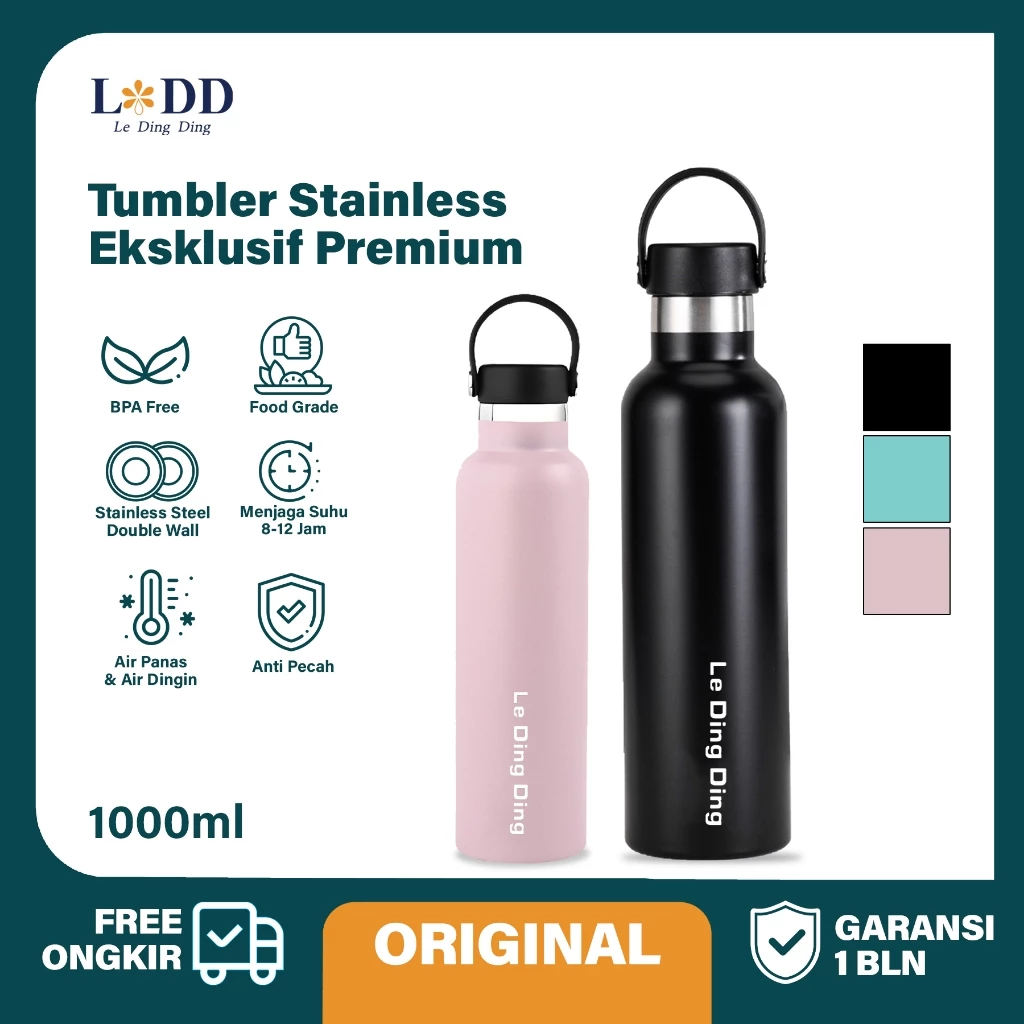 L DD
Le Ding Ding
Tumbler Stainless
Eksklusif Premium
BPA Free
Food Grade
Stainless Steel
Double Wall
Menjaga Suhu
8-12 Jam
Air Panas
& Air Dingin
Anti Pecah
1000ml
Le Ding Ding
Le Ding Ding
FREE
ONGKIR
ORIGINAL
GARANSI
1 BLN